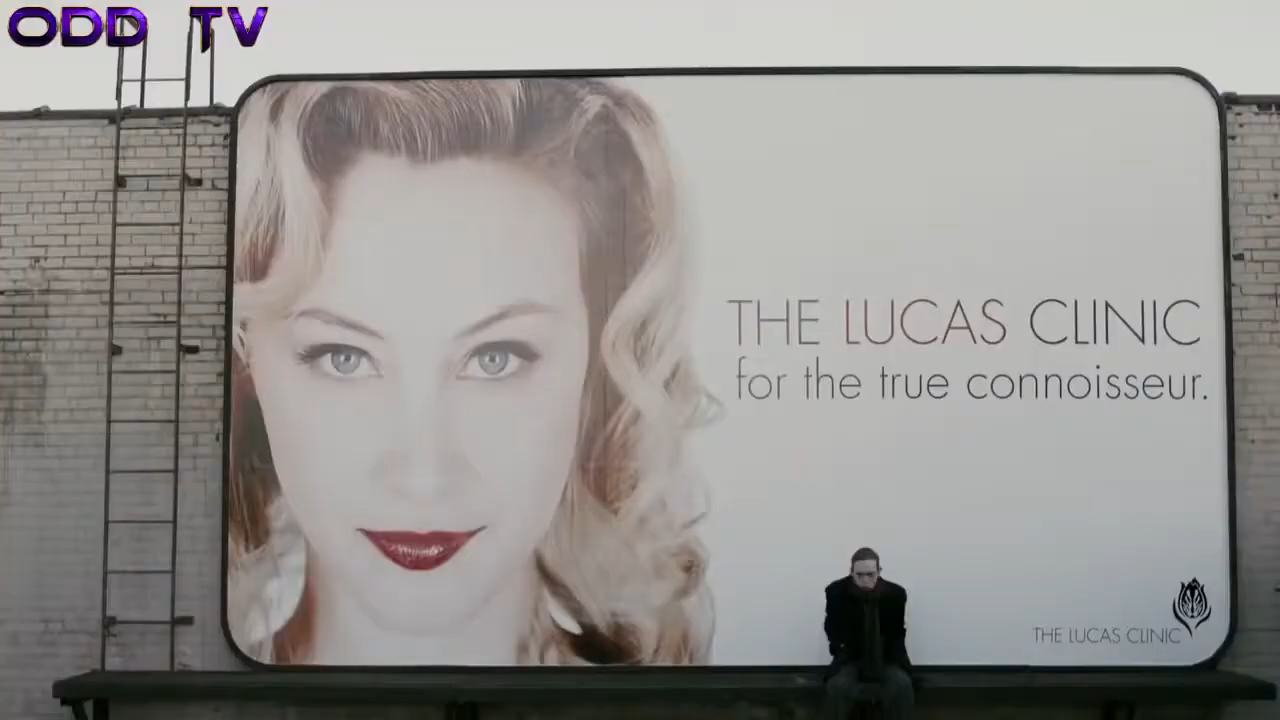 ODD TV
THE LUCAS CLINIC
for the true connoisseur.
THE LUCAS CLINIC